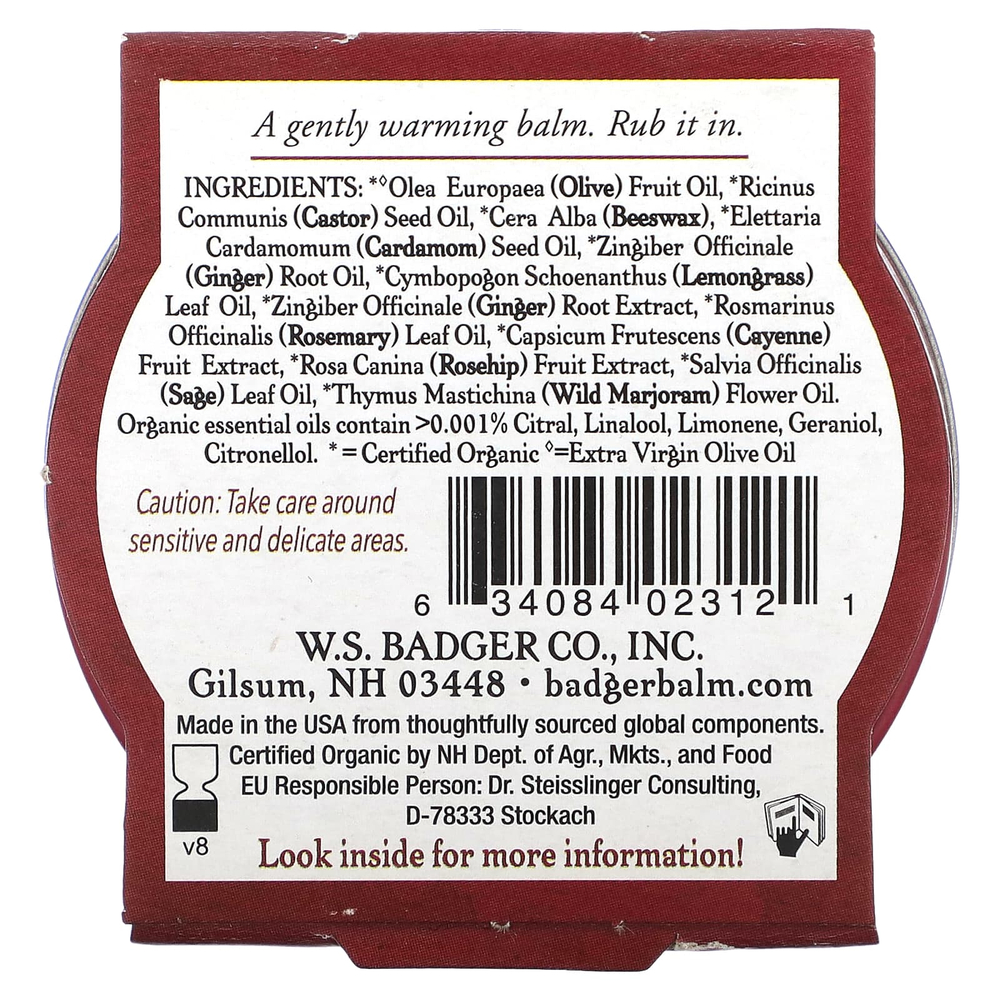 A gently warming balm. Rub it in.
INGREDIENTS: *◊Olea Europaea (Olive) Fruit Oil, *Ricinus
Communis (Castor) Seed Oil, *Cera Alba (Beeswax), *Elettaria
Cardamomum (Cardamom) Seed Oil, *Zingiber Officinale
(Ginger) Root Oil, *Cymbopogon Schoenanthus (Lemongrass)
Leaf Oil, *Zingiber Officinale (Ginger) Root Extract, *Rosmarinus
Officinalis (Rosemary) Leaf Oil, *Capsicum Frutescens (Cayenne)
Fruit Extract, *Rosa Canina (Rosehip) Fruit Extract, *Salvia Officinalis
(Sage) Leaf Oil, *Thymus Mastichina (Wild Marjoram) Flower Oil.
Organic essential oils contain >0.001% Citral, Linalool, Limonene, Geraniol,
Citronellol. * = Certified Organic ◊=Extra Virgin Olive Oil
Caution: Take care around
sensitive and delicate areas.
6 34084 02312 1
W.S. BADGER CO., INC.
Gilsum, NH 03448 • badgerbalm.com
Made in the USA from thoughtfully sourced global components.
Certified Organic by NH Dept. of Agr., Mkts., and Food
EU Responsible Person: Dr. Steisslinger Consulting,
D-78333 Stockach
v8
Look inside for more information!